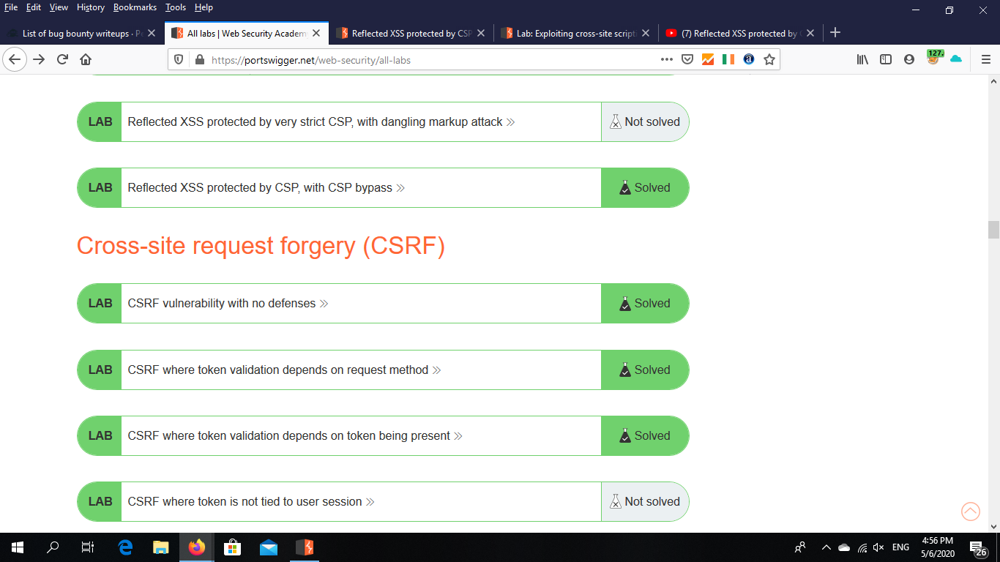 File Edit View History Bookmarks Tools Help
List of bug bounty writeups · Pe
All labs | Web Security Academy
Reflected XSS protected by CSP
Lab: Exploiting cross-site scripti
(7) Reflected XSS protected by C
https://portswigger.net/web-security/all-labs
127.
LAB Reflected XSS protected by very strict CSP, with dangling markup attack Not solved
LAB Reflected XSS protected by CSP, with CSP bypass Solved
Cross-site request forgery (CSRF)
LAB CSRF vulnerability with no defenses Solved
LAB CSRF where token validation depends on request method Solved
LAB CSRF where token validation depends on token being present Solved
LAB CSRF where token is not tied to user session Not solved
ENG
4:56 PM
5/6/2020
26